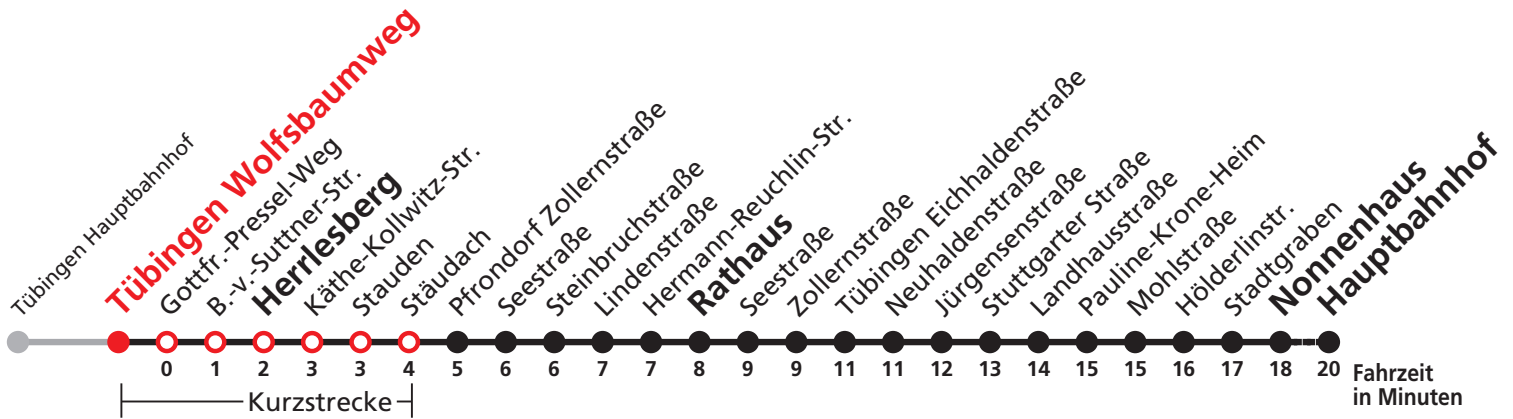 Tübingen Hauptbahnhof
Tübingen Wolfsbaumweg
Gottfr.-Pressel-Weg
B.-v.-Suttner-Str.
Herrlesberg
Käthe-Kollwitz-Str.
Stauden
Stäudach
Pfrondorf Zollernstraße
Seestraße
Steinbruchstraße
Lindenstraße
Hermann-Reuchlin-Str.
Rathaus
Seestraße
Zollernstraße
Tübingen Eichhaldenstraße
Neuhaldenstraße
Jürgensenstraße
Stuttgarter Straße
Landhausstraße
Pauline-Krone-Heim
Mohlstraße
Hölderlinstr.
Stadtgraben
Nonnenhaus
Hauptbahnhof
0 1 2 3 3 4 5 6 6 7 7 8 9 9 11 11 12 13 14 15 15 16 17 18 20 Fahrzeit
in Minuten
Kurzstrecke